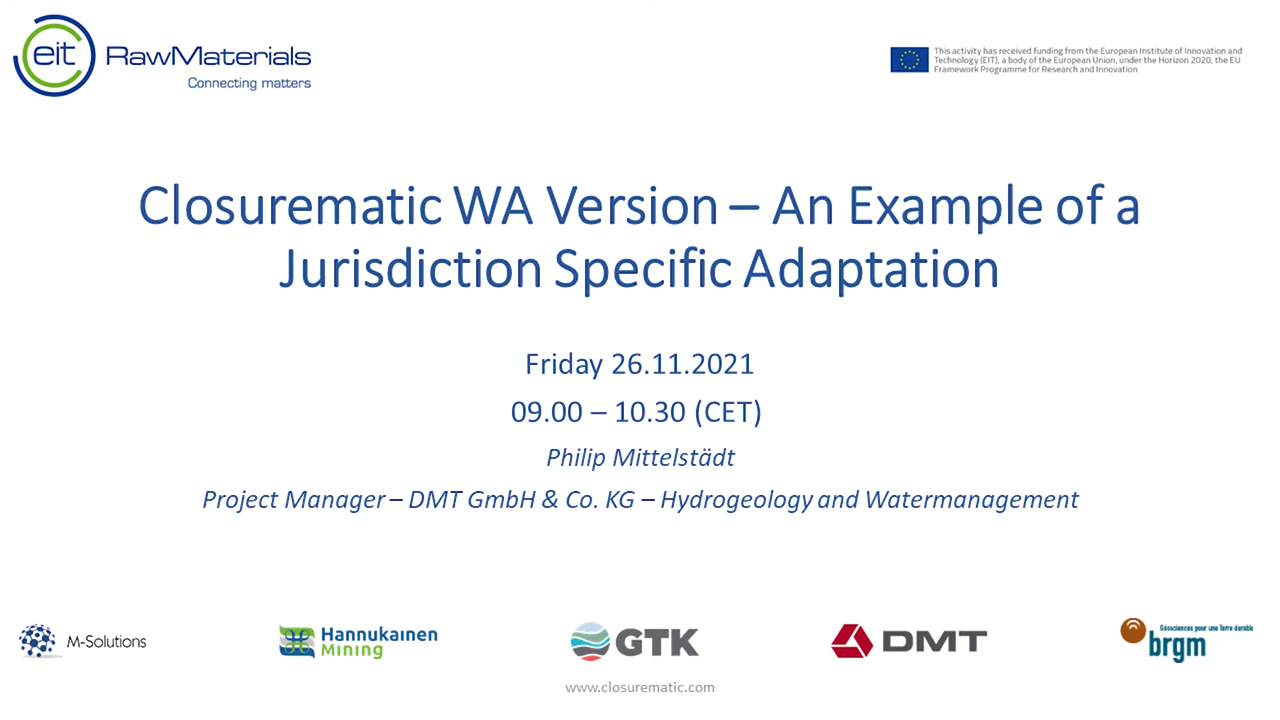 eit RawMaterials
Connecting matters
This activity has received funding from the European Institute of Innovation and
Technology (EIT), a body of the European Union, under the Horizon 2020, the EU
Framework Programme for Research and Innovation
Closurematic WA Version – An Example of a
Jurisdiction Specific Adaptation
Friday 26.11.2021
09.00 – 10.30 (CET)
Philip Mittelstädt
Project Manager – DMT GmbH & Co. KG – Hydrogeology and Watermanagement
M-Solutions
Hannukainen
Mining
GTK
DMT
Géosciences pour une Terre durable
brgm
www.closurematic.com